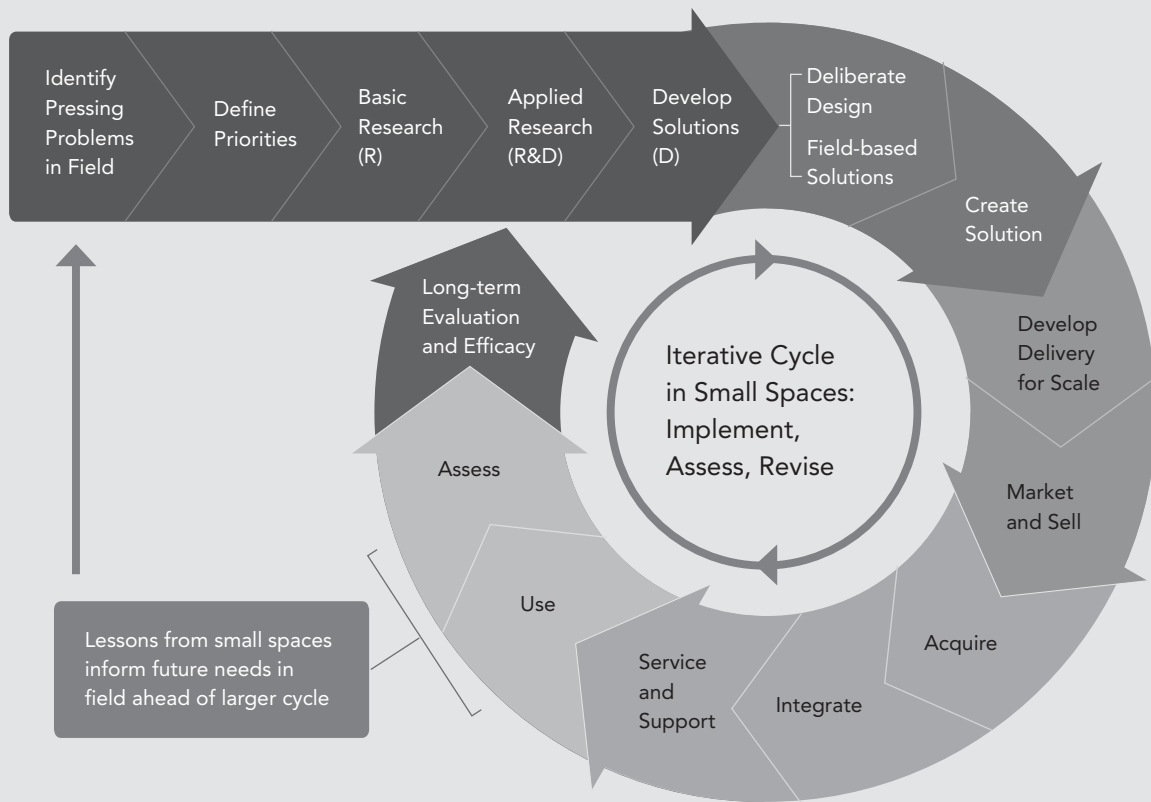 Identify
Pressing
Problems
in Field
Define
Priorities
Basic
Research
(R)
Applied
Research
(R&D)
Develop
Solutions
(D)
Deliberate
Design
Field-based
Solutions
Create
Solution
Develop
Delivery
for Scale
Market
and Sell
Acquire
Integrate
Service
and
Support
Use
Assess
Long-term
Evaluation
and Efficacy
Iterative Cycle
in Small Spaces:
Implement,
Assess, Revise
Lessons from small spaces
inform future needs in
field ahead of larger cycle